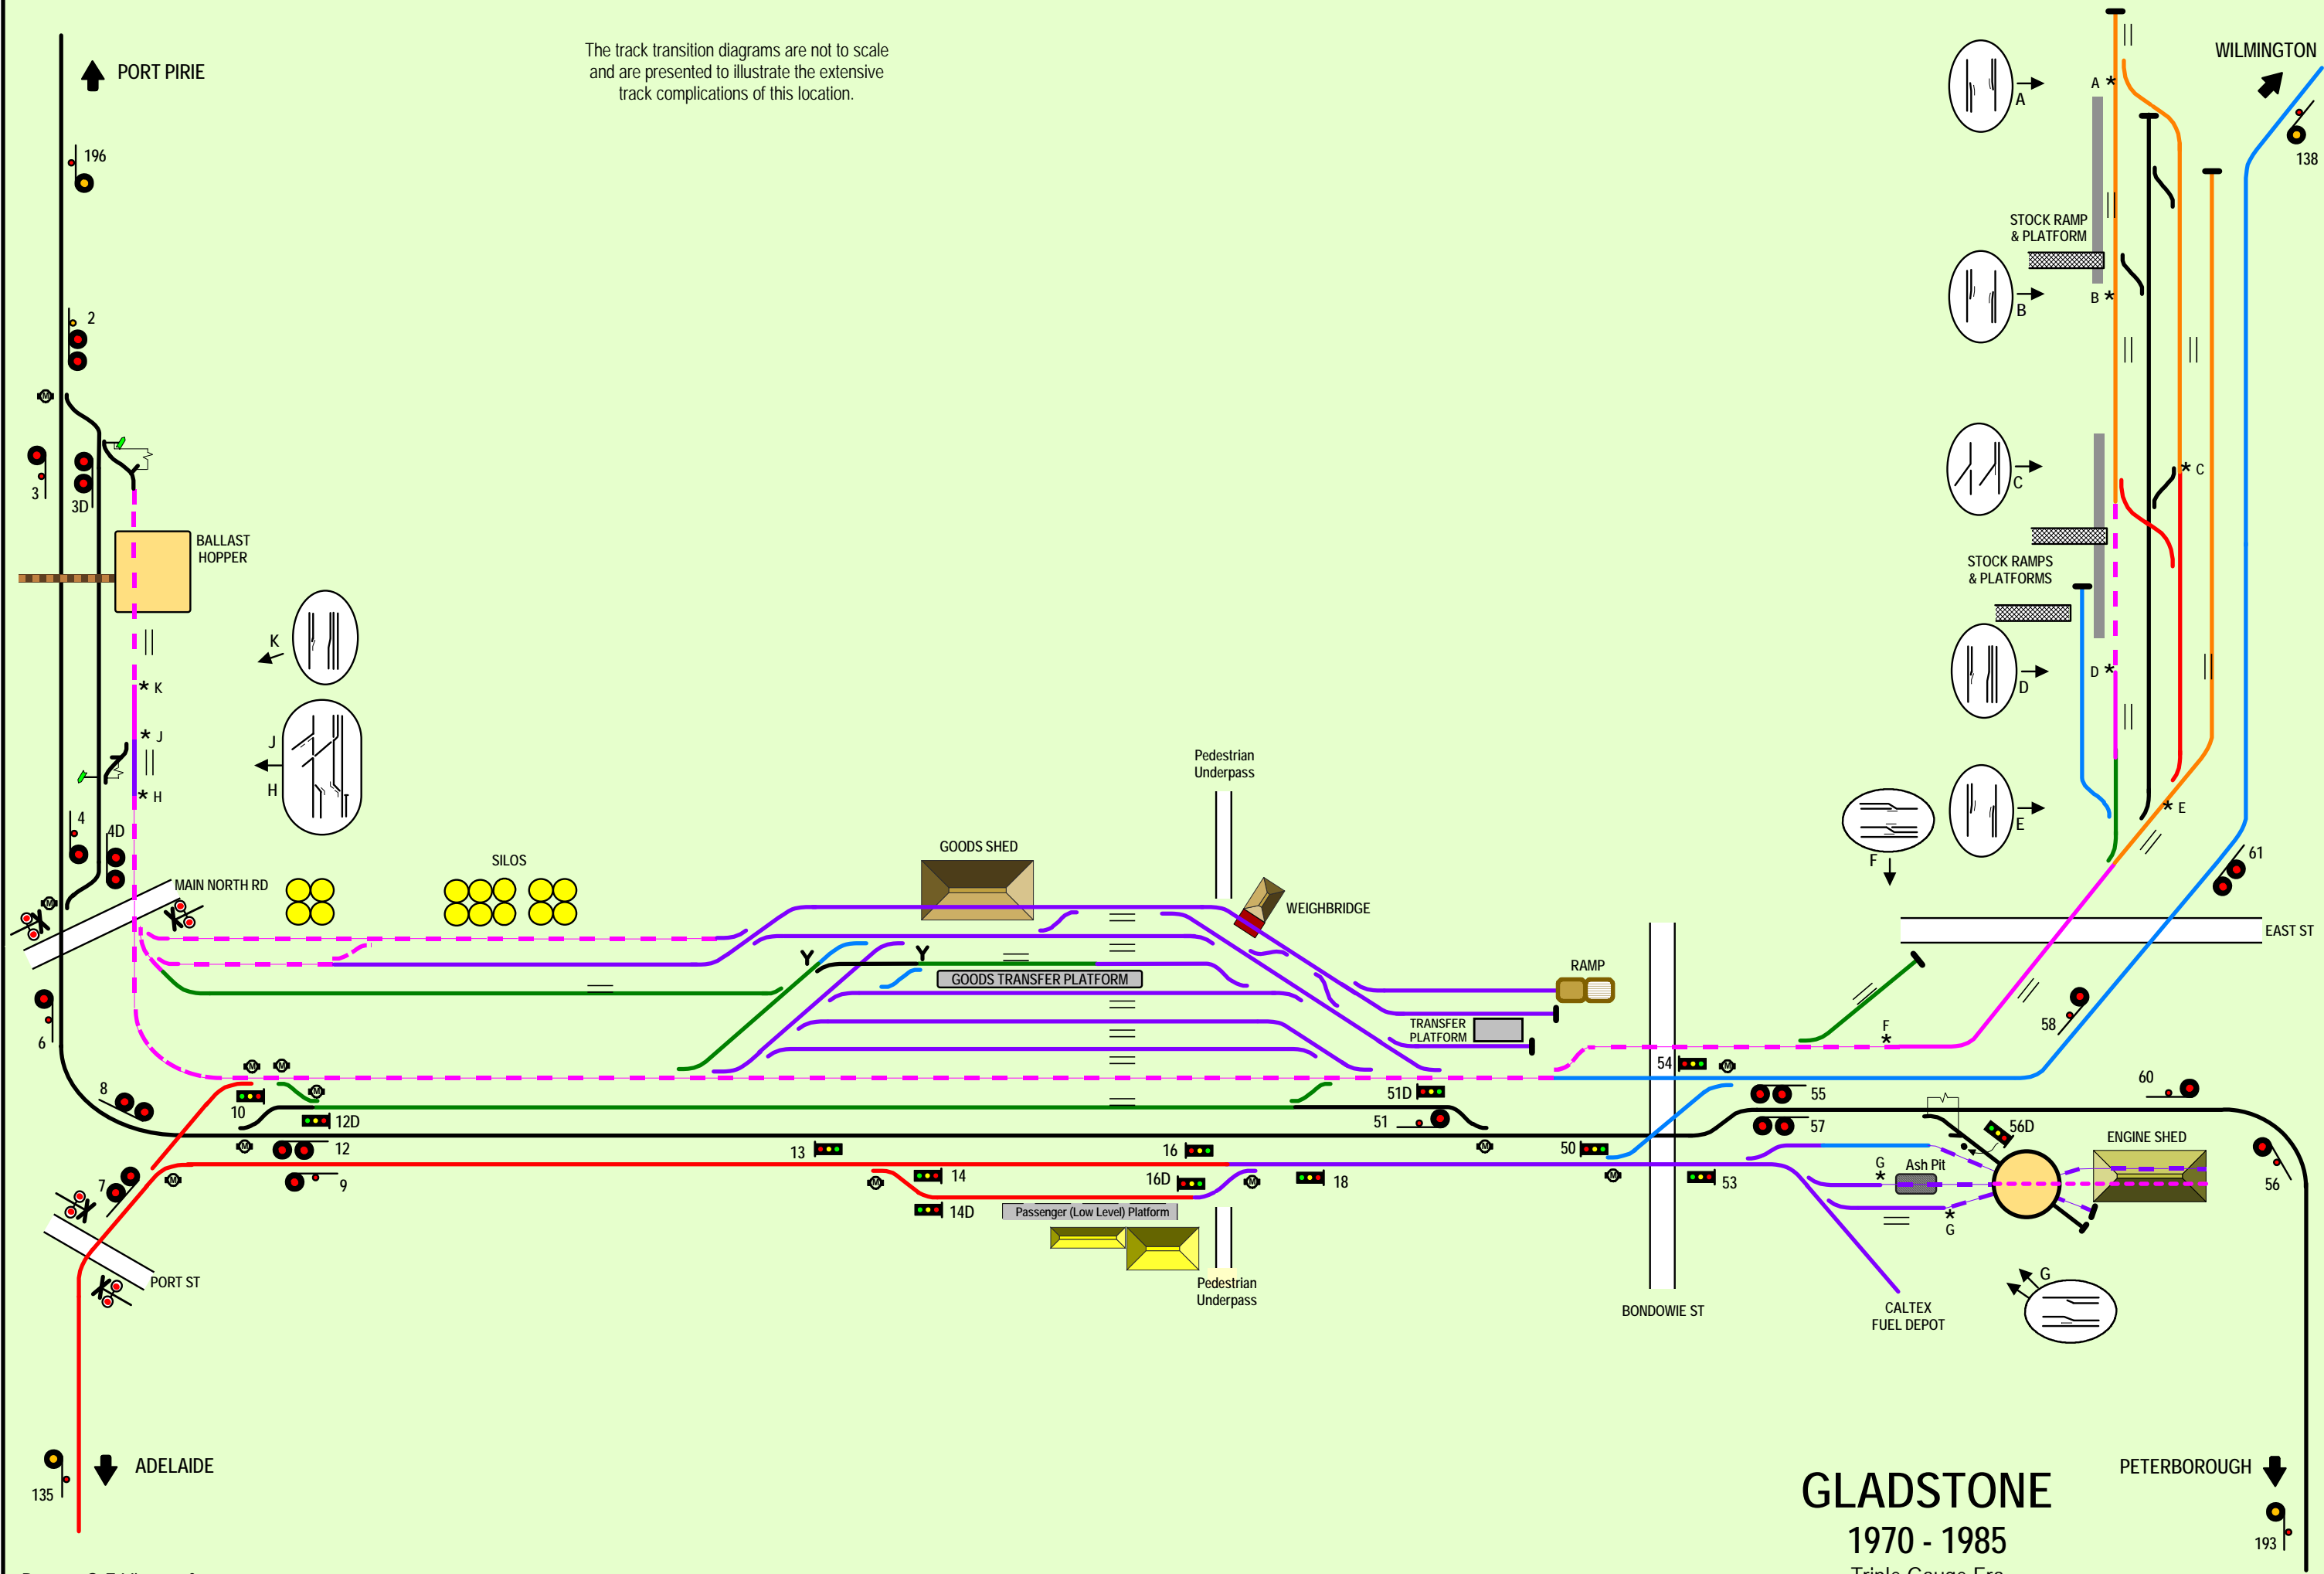 The track transition diagrams are not to scale
and are presented to illustrate the extensive
track complications of this location.
PORT PIRIE
WILMINGTON
A
A
138
196
STOCK RAMP
& PLATFORM
B
B
2
3
3D
C
C
BALLAST
HOPPER
STOCK RAMPS
& PLATFORMS
K
K
D
D
J
J
H
H
Pedestrian
Underpass
E
E
4
4D
F
61
GOODS SHED
SILOS
MAIN NORTH RD
WEIGHBRIDGE
EAST ST
GOODS TRANSFER PLATFORM
RAMP
TRANSFER
PLATFORM
F
58
6
54
8
10
51D
55
60
12D
51
57
56D
12
13
16
50
ENGINE SHED
7
9
14
16D
18
53
G
Ash Pit
56
14D
Passenger (Low Level) Platform
G
PORT ST
Pedestrian
Underpass
G
BONDOWIE ST
CALTEX
FUEL DEPOT
ADELAIDE
135
PETERBOROUGH
193
GLADSTONE
1970 - 1985